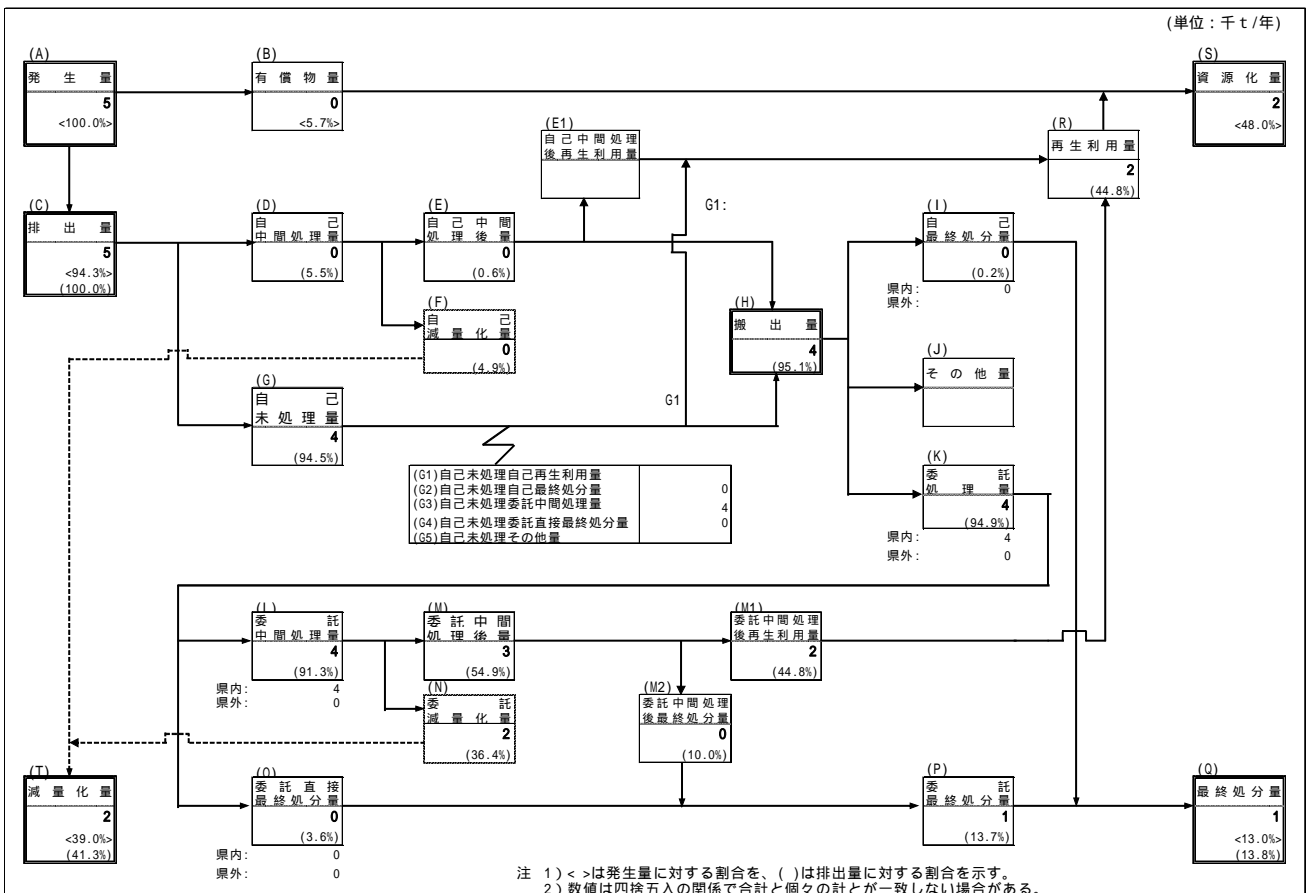 (単位：千ｔ/年)
(A)
発生量
5
<100.0%>
(B)
有償物量
0
<5.7%>
(S)
資源化量
2
<48.0%>
(E1)
自己中間処理
後再生利用量
(R)
再生利用量
2
(44.8%)
G1:
(C)
排出量
5
<94.3%>
(100.0%)
(D)
自己
中間処理量
0
(5.5%)
(E)
自己中間
処理後量
0
(0.6%)
(F)
自己
減量化量
0
(4.9%)
(G)
自己
未処理量
4
(94.5%)
G1
(H)
搬出量
4
(95.1%)
(I)
自己
最終処分量
0
(0.2%)
県内: 0
県外:
(J)
その他量
(K)
委託
処理量
4
(94.9%)
県内: 4
県外: 0
(G1)自己未処理自己再生利用量
(G2)自己未処理自己最終処分量 0
(G3)自己未処理委託中間処理量 4
(G4)自己未処理委託直接最終処分量 0
(G5)自己未処理その他量
(L)
委託
中間処理量
4
(91.3%)
県内: 4
県外: 0
(M)
委託中間
処理後量
3
(54.9%)
(N)
委託
減量化量
2
(36.4%)
(M1)
委託中間処理
後再生利用量
2
(44.8%)
(M2)
委託中間処理
後最終処分量
0
(10.0%)
(T)
減量化量
2
<39.0%>
(41.3%)
(O)
委託直接
最終処分量
0
(3.6%)
県内: 0
県外: 0
(P)
委託
最終処分量
1
(13.7%)
(Q)
最終処分量
1
<13.0%>
(13.8%)
注 1)< >は発生量に対する割合を、( )は排出量に対する割合を示す。
2)数値は四捨五入の関係で合計と個々の計とが一致しない場合がある。